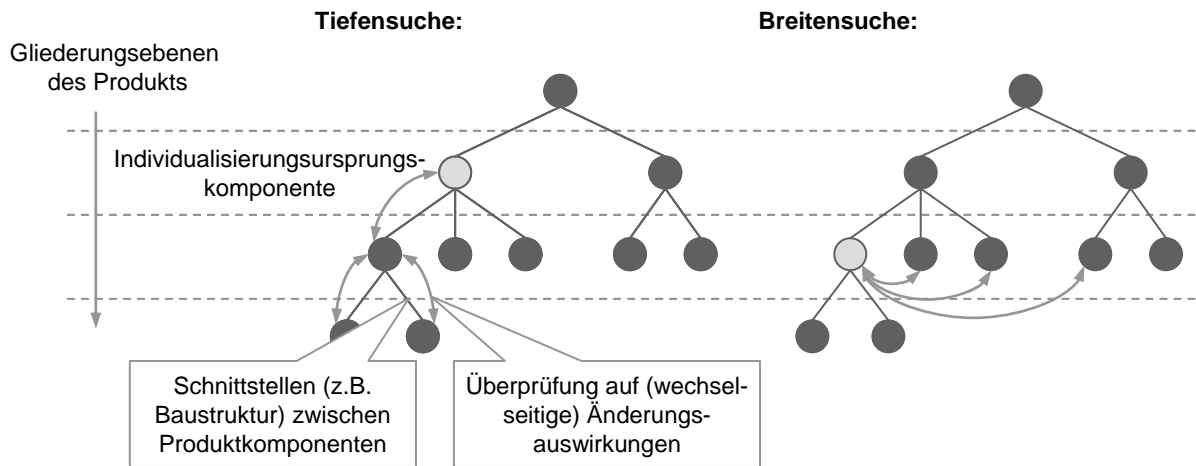 Tiefensuche:
Breitensuche:
Gliederungsebenen
des Produkts
Individualisierungsursprungs-
komponente
Schnittstellen (z.B.
Baustruktur) zwischen
Produktkomponenten
Überprüfung auf (wechsel-
seitige) Änderungs-
auswirkungen